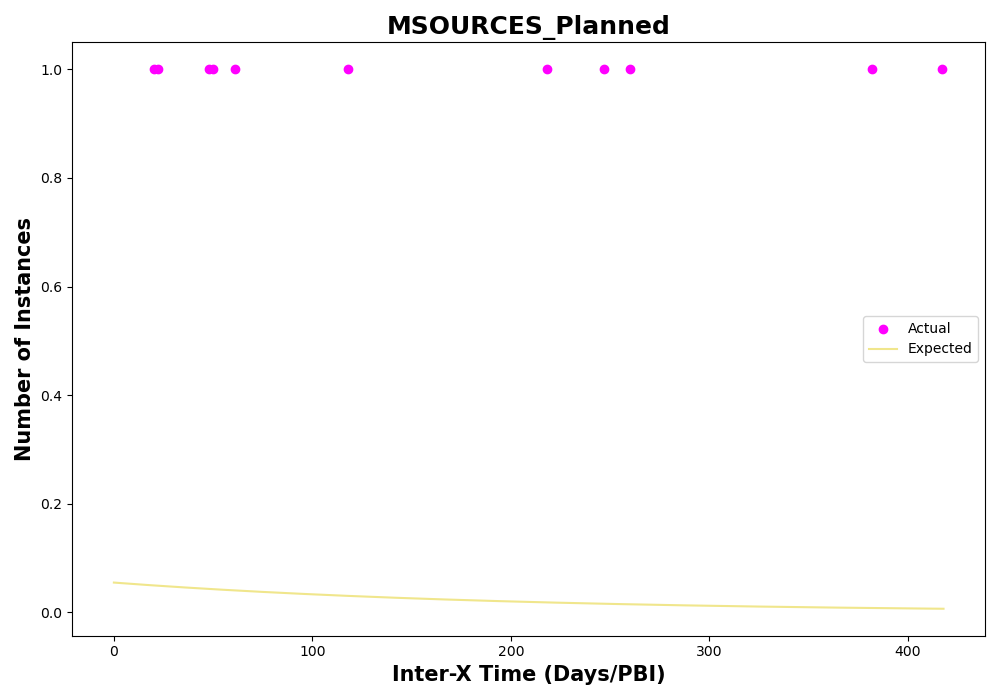 MSOURCES_Planned
1.0
0.8
0.6
0.4
0.2
0.0
Number of Instances
Actual
Expected
0
100
200
300
400
Inter-X Time (Days/PBI)